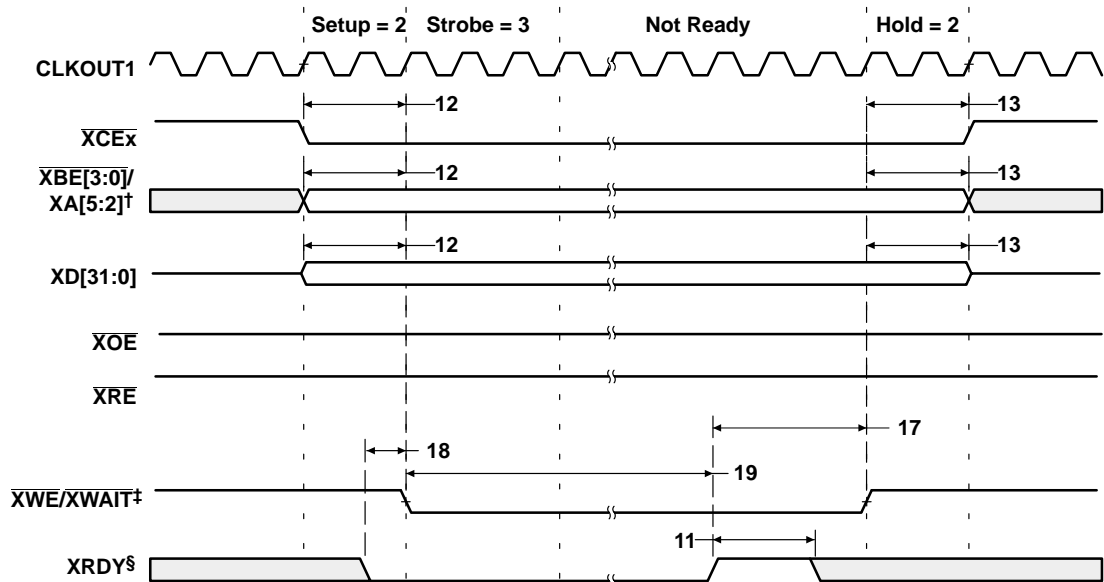 Setup = 2 Strobe = 3 Not Ready Hold = 2
CLKOUT1
12 13
XCEx
12 13
XBE[3:0]/
XA[5:2]†
12 13
XD[31:0]
XOE
XRE
17
18
19
XWE/XWAIT‡
11
XRDY§